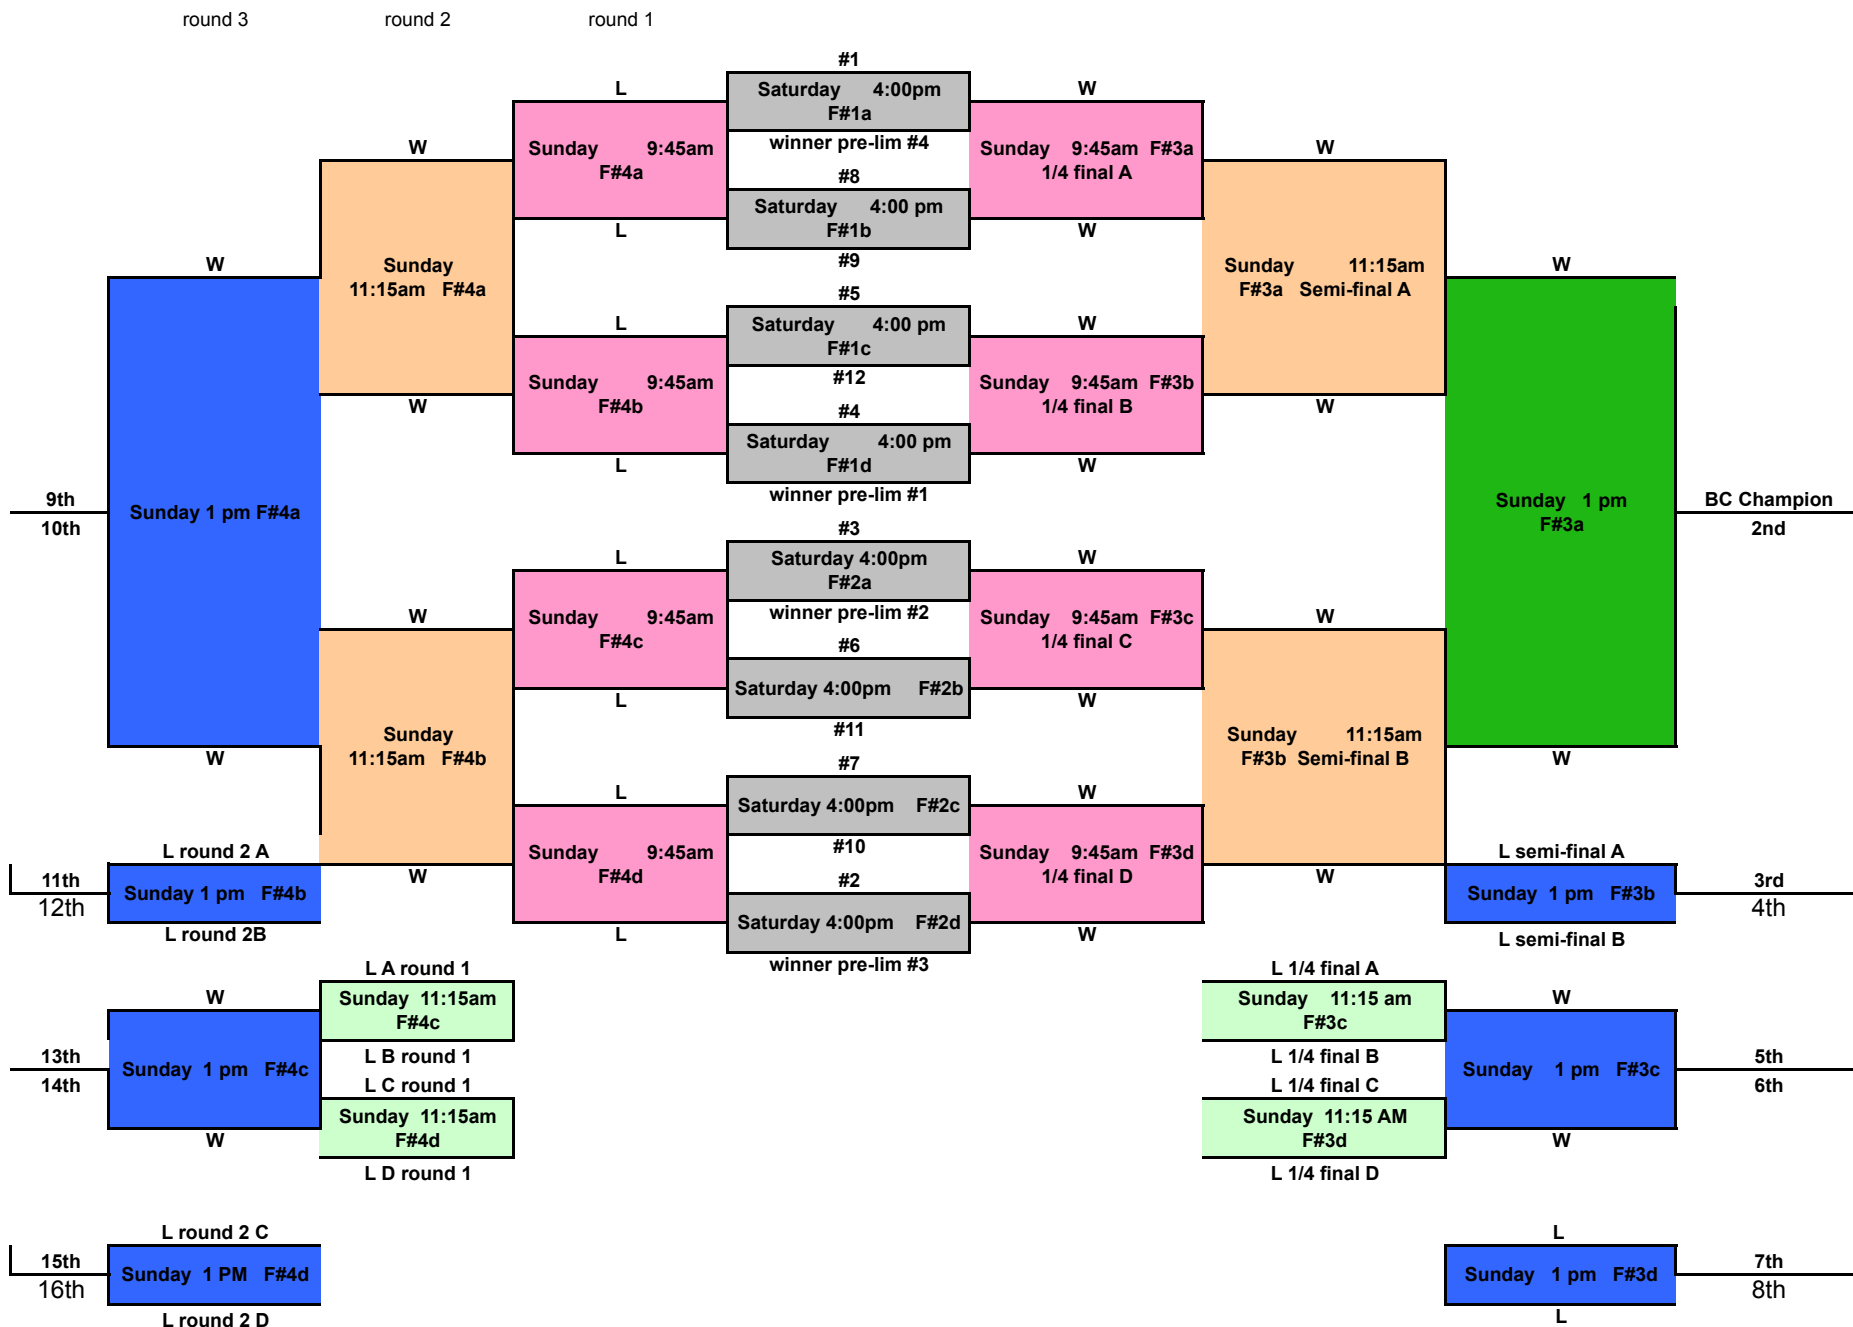 round 3 round 2 round 1
#1
L
Saturday 4:00pm
F#1a
W
winner pre-lim #4
W
Sunday 9:45am
F#4a
Sunday 9:45am F#3a
1/4 final A
W
#8
Saturday 4:00 pm
F#1b
L
W
#9
W
Sunday
11:15am F#4a
Sunday 11:15am
F#3a Semi-final A
W
#5
L
Saturday 4:00 pm
F#1c
W
#12
Sunday 9:45am
F#4b
Sunday 9:45am F#3b
1/4 final B
W
#4
W
Saturday 4:00 pm
F#1d
L
W
winner pre-lim #1
9th
10th
Sunday 1 pm F#4a
Sunday 1 pm
F#3a
BC Champion
2nd
#3
L
Saturday 4:00pm
F#2a
W
winner pre-lim #2
W
Sunday 9:45am
F#4c
Sunday 9:45am F#3c
1/4 final C
W
#6
Saturday 4:00pm F#2b
L
W
#11
W
Sunday
11:15am F#4b
Sunday 11:15am
F#3b Semi-final B
W
#7
L
Saturday 4:00pm F#2c
W
#10
L round 2 A
Sunday 9:45am
F#4d
Sunday 9:45am F#3d
1/4 final D
L semi-final A
11th
12th
Sunday 1 pm F#4b
W
#2
W
Sunday 1 pm F#3b
3rd
4th
Saturday 4:00pm F#2d
L round 2B
L
W
L semi-final B
winner pre-lim #3
L A round 1
L 1/4 final A
W
Sunday 11:15am
F#4c
Sunday 11:15 am
F#3c
W
L B round 1
L 1/4 final B
13th
14th
Sunday 1 pm F#4c
Sunday 1 pm F#3c
5th
6th
L C round 1
L 1/4 final C
Sunday 11:15am
F#4d
Sunday 11:15 AM
F#3d
W
W
L D round 1
L 1/4 final D
L round 2 C
L
15th
16th
Sunday 1 PM F#4d
Sunday 1 pm F#3d
7th
8th
L round 2 D
L